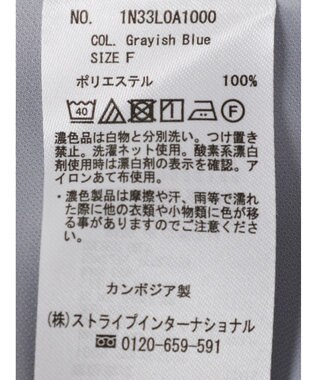 NO. 1N33L0A1000
COL. Grayish Blue
SIZE F
ポリエステル 100%
40 F
濃色品は白物と分別洗い。つけ置き
禁止。洗濯ネット使用。酸素系漂白
剤使用時は漂白剤の表示を確認。ア
イロンあて布使用。
・濃色製品は摩擦や汗、雨等で濡れ
た際に他の衣類や小物類に色が移
る事がありますのでご注意くださ
い。
カンボジア製
(株)ストライプインターナショナル
0120-659-591